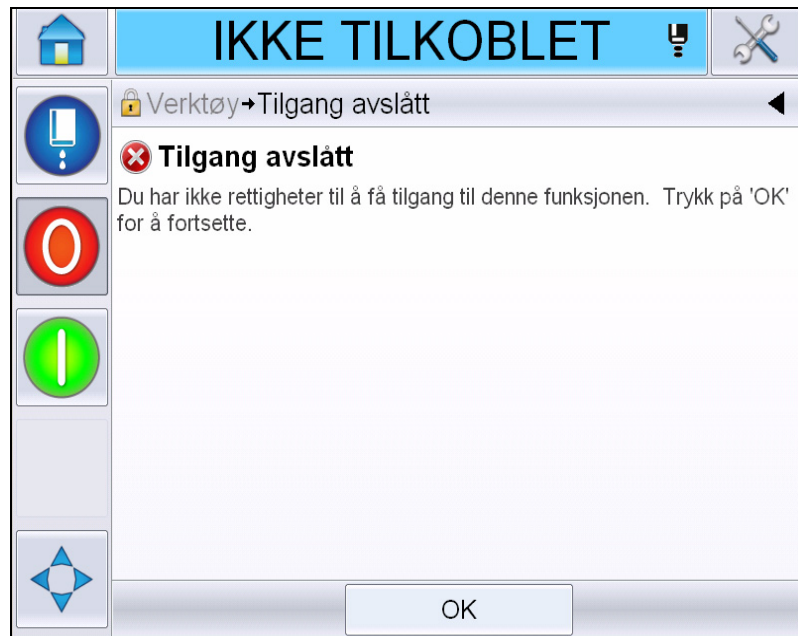 IKKE TILKOBLET
Verktøy→Tilgang avslått
Tilgang avslått
Du har ikke rettigheter til å få tilgang til denne funksjonen.  Trykk på 'OK'
for å fortsette.
OK